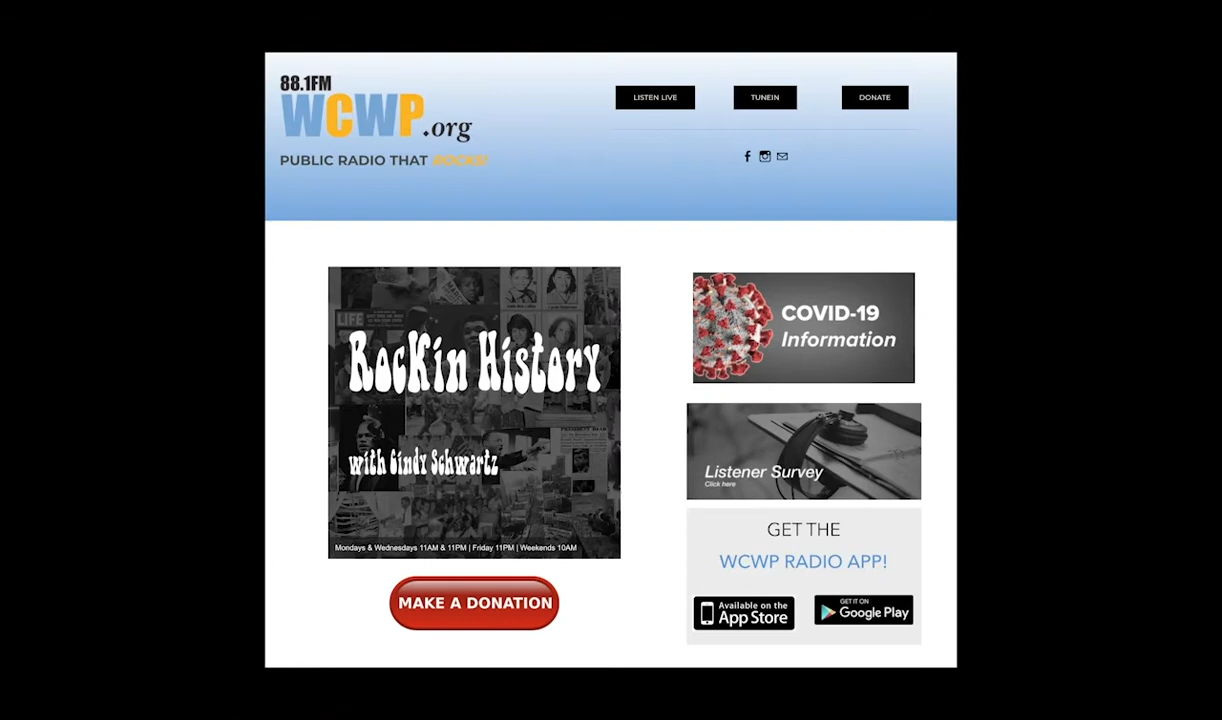 88.1FM
WCWP.org
PUBLIC RADIO THAT ROCKS!
LISTEN LIVE
TUNEIN
DONATE
LIFE
Rockin History
with Cindy Schwartz
Mondays & Wednesdays 11AM & 11PM | Friday 11PM | Weekends 10AM
MAKE A DONATION
COVID-19
Information
Listener Survey
Click here
GET THE
WCWP RADIO APP!
Available on the
App Store
GET IT ON
Google Play